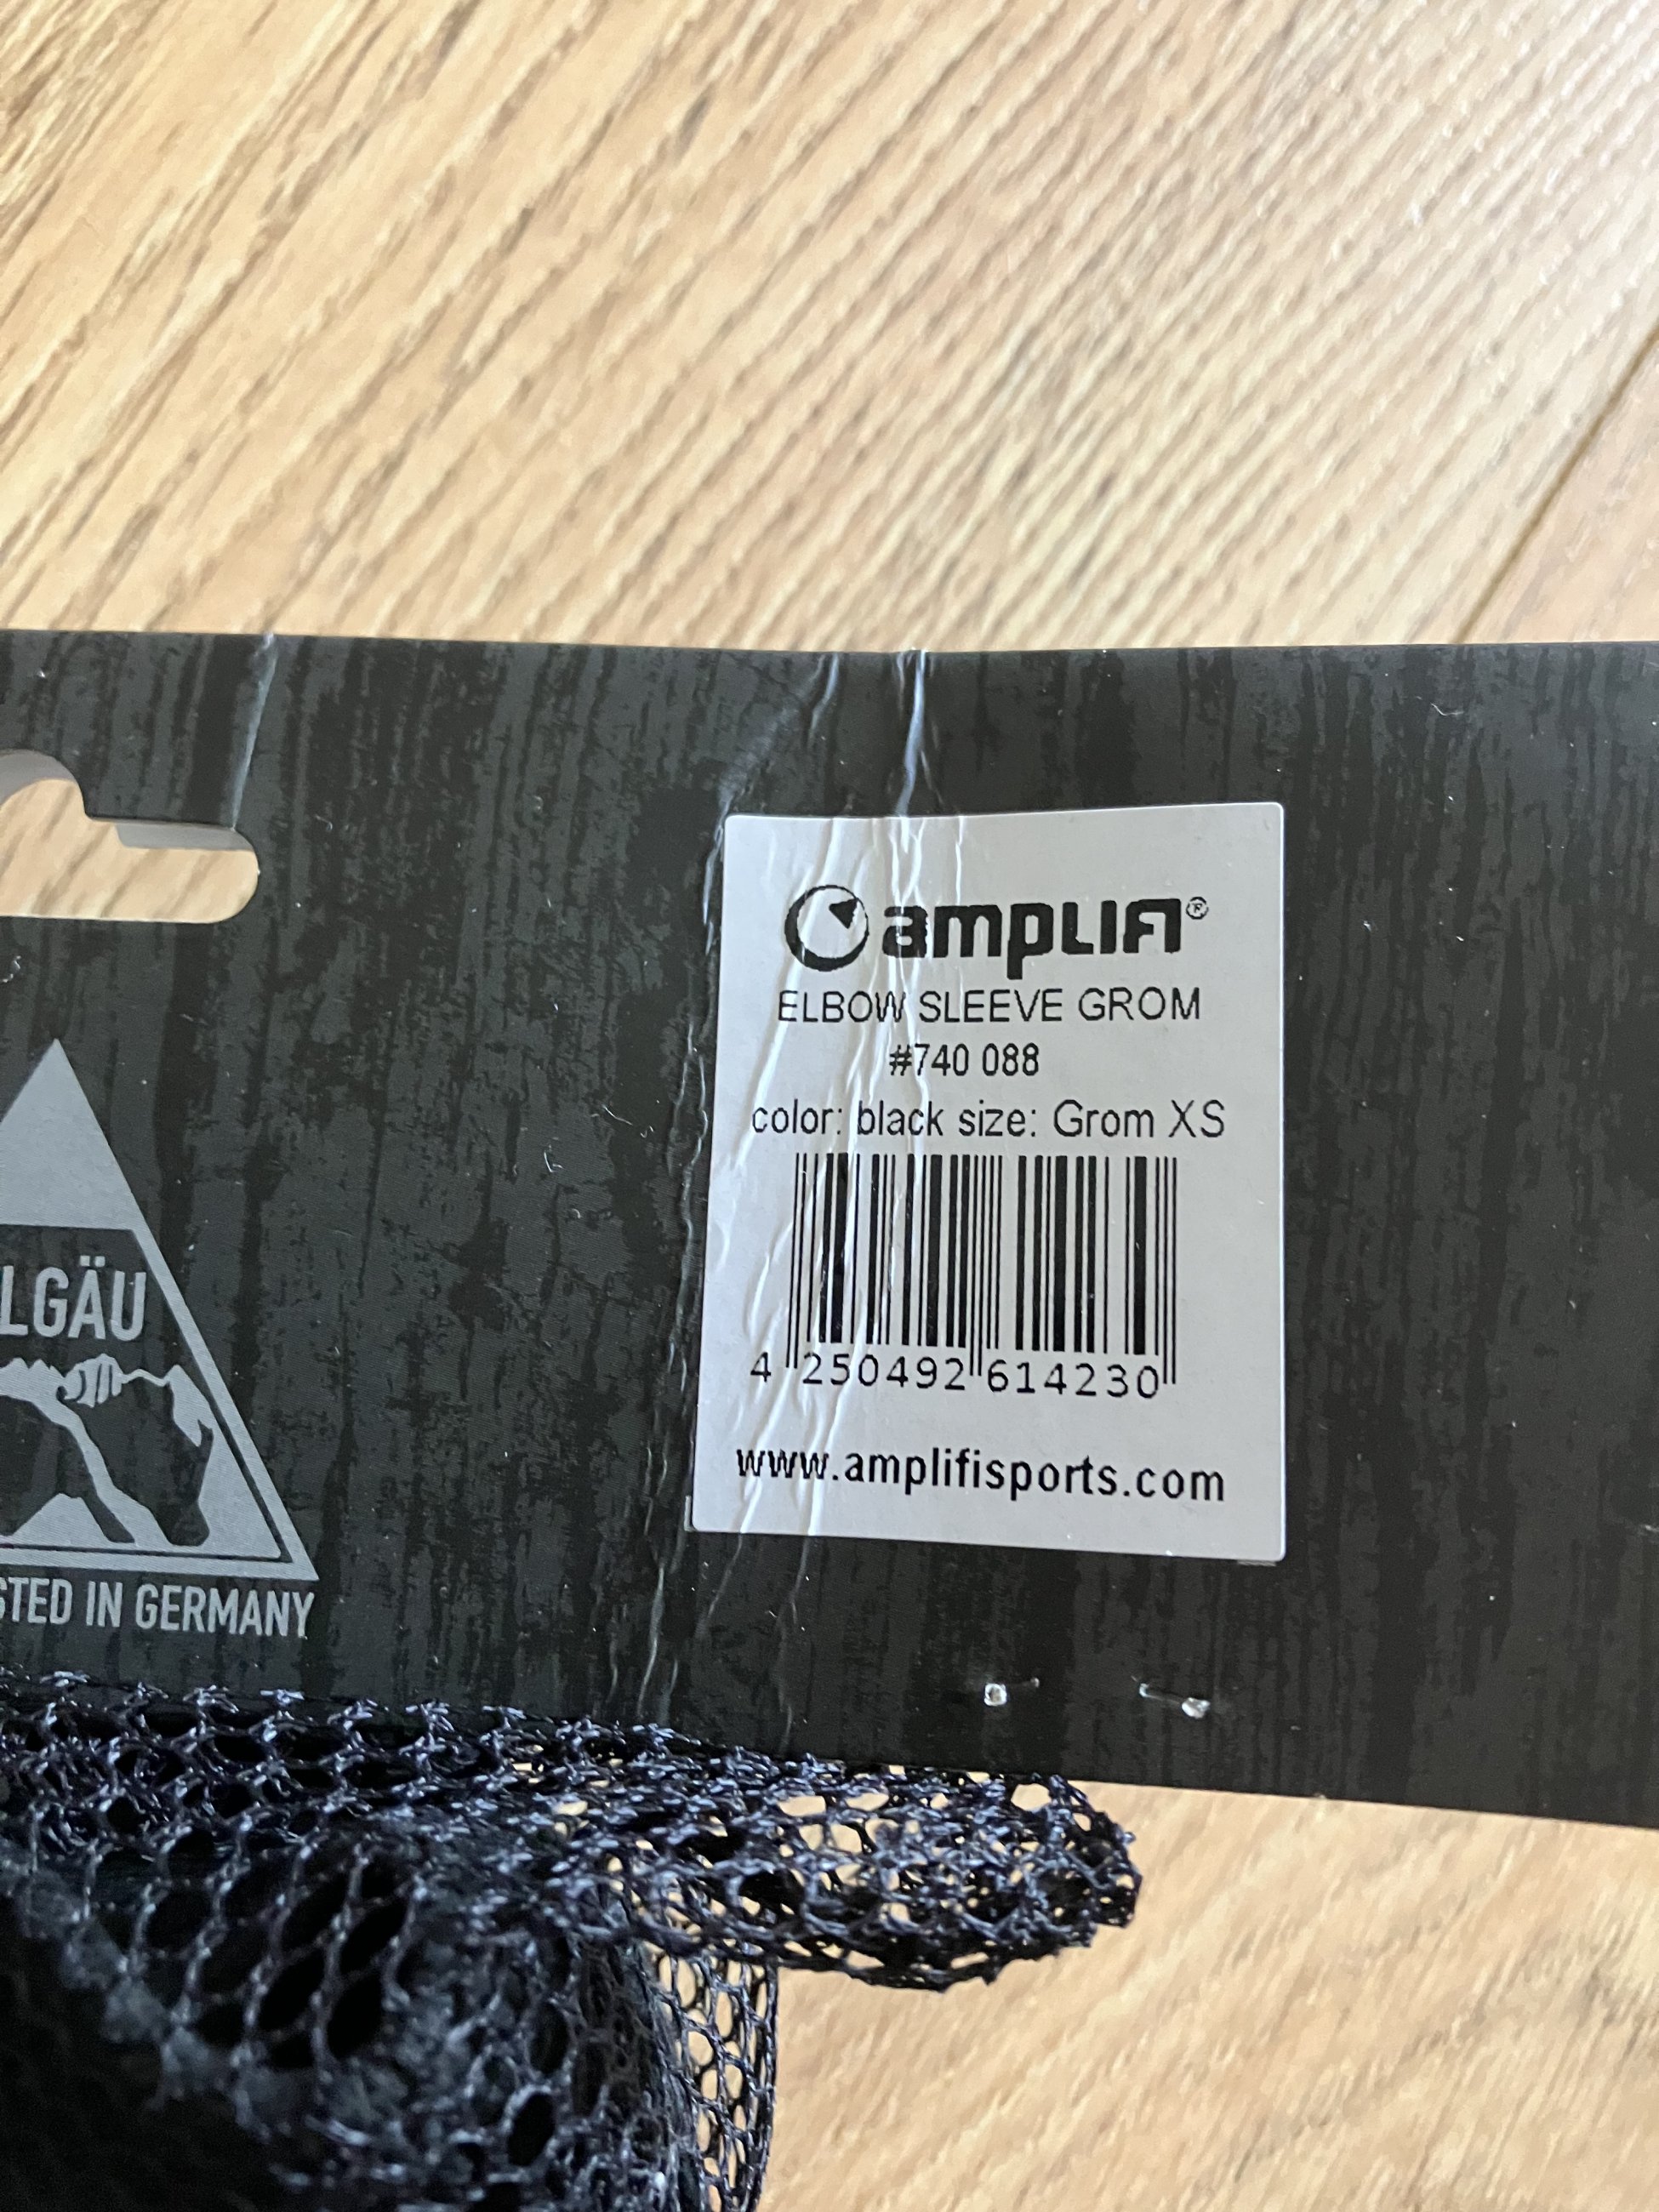 amplifi®
ELBOW SLEEVE GROM
#740 088
color: black size: Grom XS
4 250492 614230
www.amplifisports.com
LGÄU
STED IN GERMANY